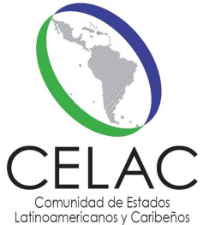 CELAC
Comunidad de Estados
Latinoamericanos y Caribeños